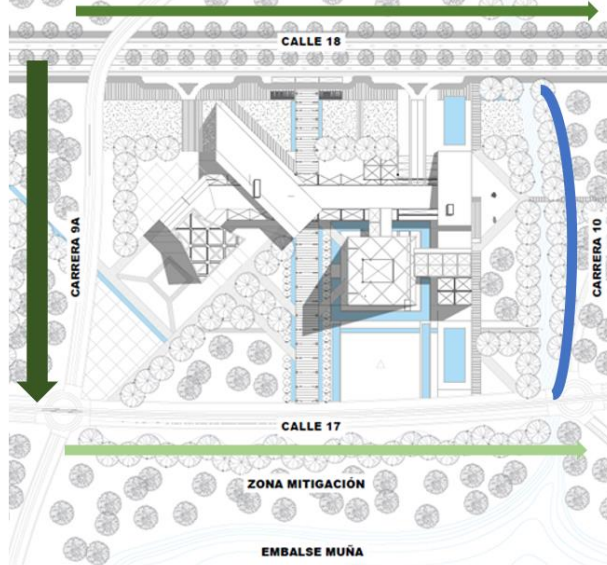 CALLE 18
CARRERA 9A
CARRERA 10
CALLE 17
ZONA MITIGACIÓN
EMBALSE MUÑA